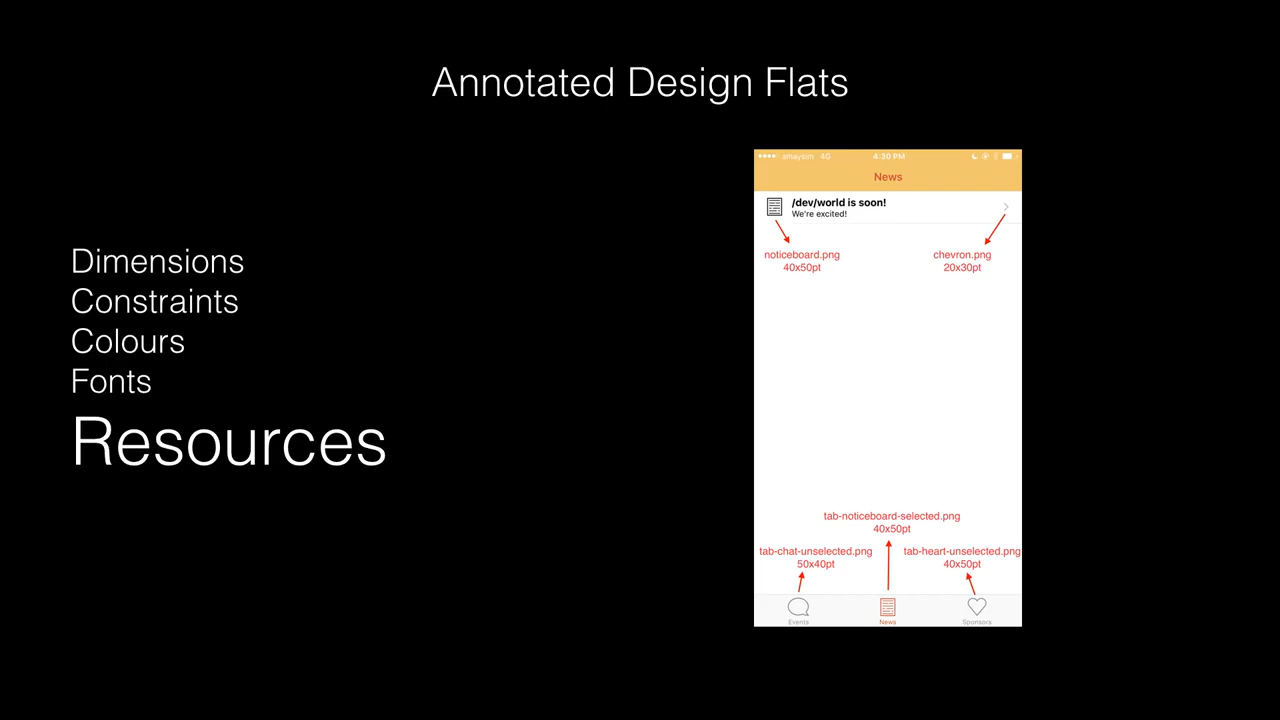 Annotated Design Flats
Dimensions
Constraints
Colours
Fonts
Resources
amaysim 4G
4:30 PM
News
/dev/world is soon!
We're excited!
noticeboard.png
40x50pt
chevron.png
20x30pt
tab-noticeboard-selected.png
40x50pt
tab-chat-unselected.png
50x40pt
tab-heart-unselected.png
40x50pt
Events
News
Sponsors